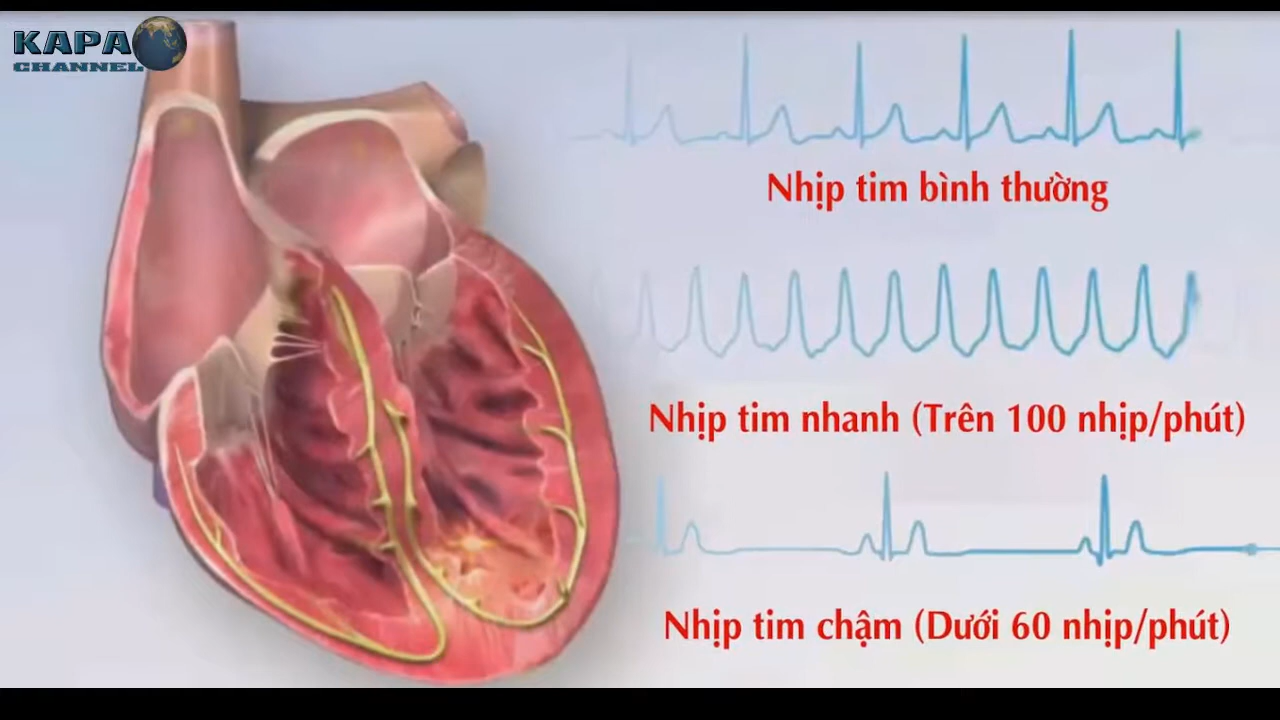 KAPA
CHANNEL
Nhịp tim bình thường
Nhịp tim nhanh (Trên 100 nhịp/phút)
Nhịp tim chậm (Dưới 60 nhịp/phút)